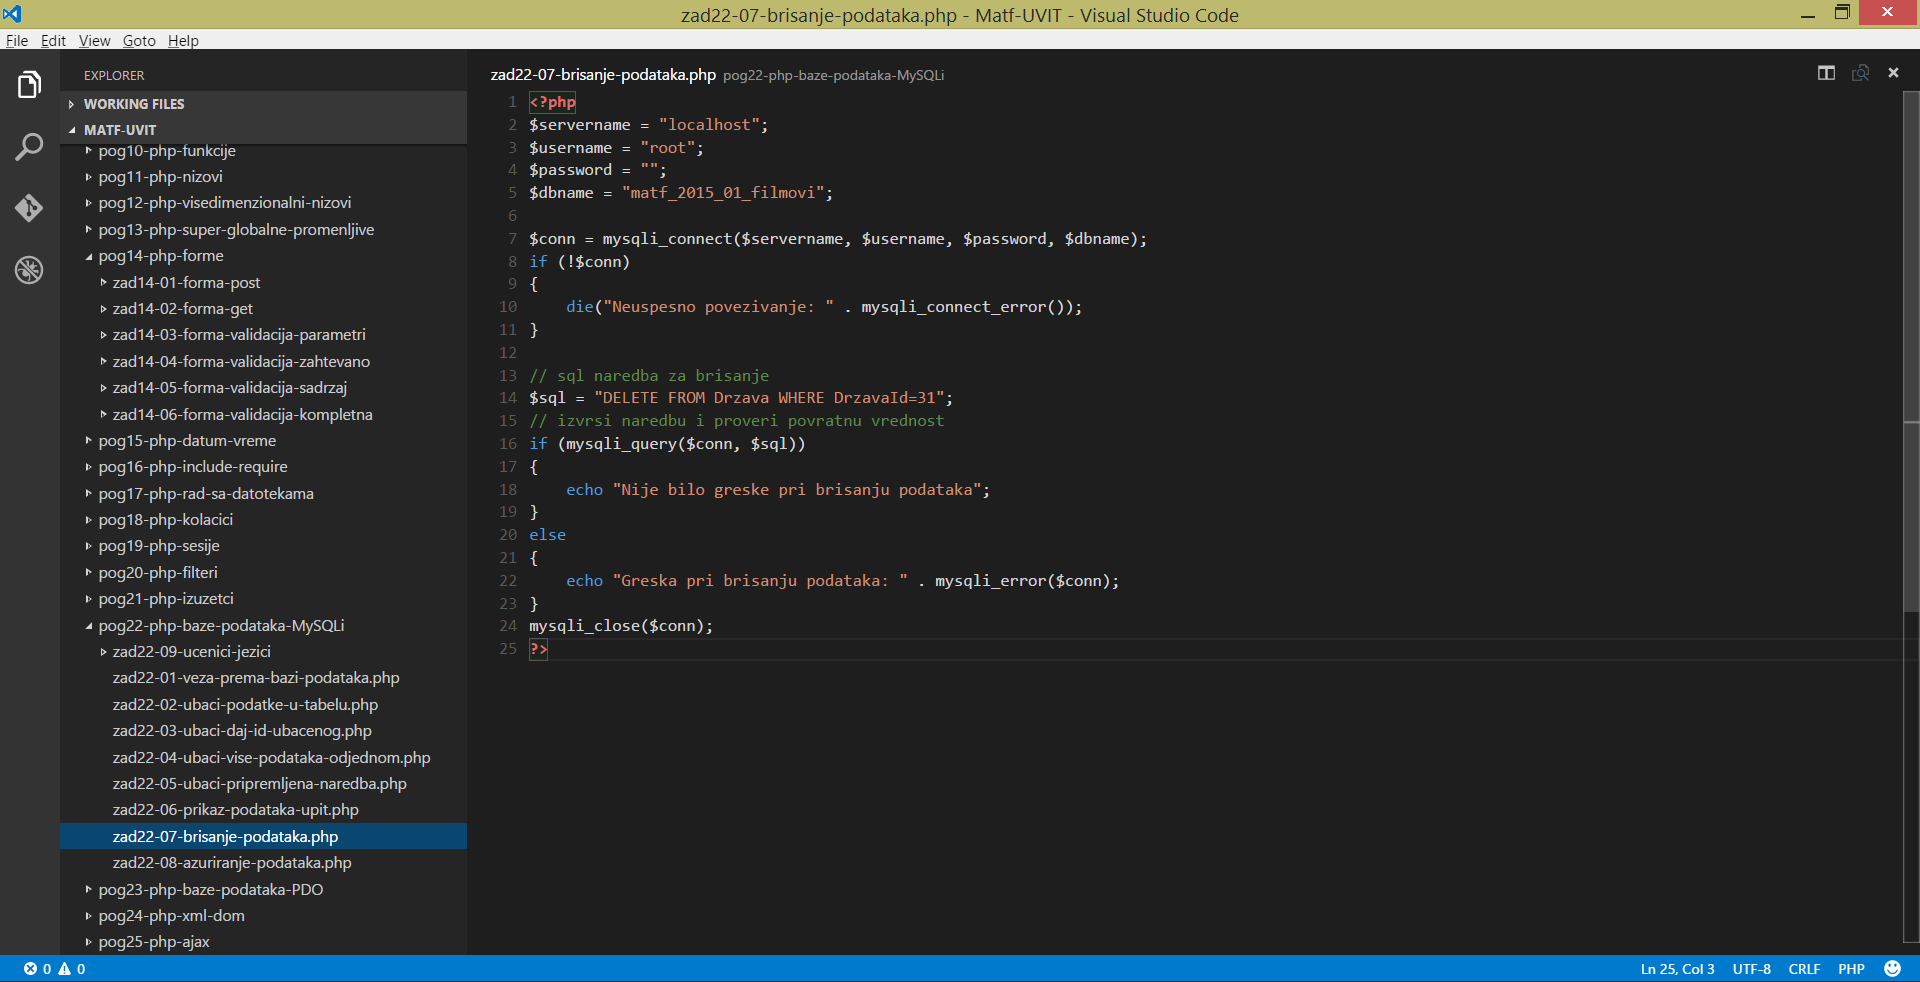 zad22-07-brisanje-podataka.php - Matf-UVIT - Visual Studio Code
File Edit View Goto Help
EXPLORER
WORKING FILES
MATF-UVIT
pog10-php-funkcije
pog11-php-nizovi
pog12-php-visedimenzionalni-nizovi
pog13-php-super-globalne-promenljive
pog14-php-forme
zad14-01-forma-post
zad14-02-forma-get
zad14-03-forma-validacija-parametri
zad14-04-forma-validacija-zahtevano
zad14-05-forma-validacija-sadrzaj
zad14-06-forma-validacija-kompletna
pog15-php-datum-vreme
pog16-php-include-require
pog17-php-rad-sa-datotekama
pog18-php-kolacici
pog19-php-sesije
pog20-php-filteri
pog21-php-izuzetci
pog22-php-baze-podataka-MySQLi
zad22-09-ucenici-jezici
zad22-01-veza-prema-bazi-podataka.php
zad22-02-ubaci-podatke-u-tabelu.php
zad22-03-ubaci-daj-id-ubacenog.php
zad22-04-ubaci-vise-podataka-odjednom.php
zad22-05-ubaci-pripremljena-naredba.php
zad22-06-prikaz-podataka-upit.php
zad22-07-brisanje-podataka.php
zad22-08-azuriranje-podataka.php
pog23-php-baze-podataka-PDO
pog24-php-xml-dom
pog25-php-ajax
zad22-07-brisanje-podataka.php pog22-php-baze-podataka-MySQLi
1 <?php
2 $servername = "localhost";
3 $username = "root";
4 $password = "";
5 $dbname = "matf_2015_01_filmovi";
6
7 $conn = mysqli_connect($servername, $username, $password, $dbname);
8 if (!$conn)
9 {
10     die("Neuspesno povezivanje: " . mysqli_connect_error());
11 }
12
13 // sql naredba za brisanje
14 $sql = "DELETE FROM Drzava WHERE DrzavaId=31";
15 // izvrsi naredbu i proveri povratnu vrednost
16 if (mysqli_query($conn, $sql))
17 {
18     echo "Nije bilo greske pri brisanju podataka";
19 }
20 else
21 {
22     echo "Greska pri brisanju podataka: " . mysqli_error($conn);
23 }
24 mysqli_close($conn);
25 ?>
0 0 Ln 25, Col 3 UTF-8 CRLF PHP